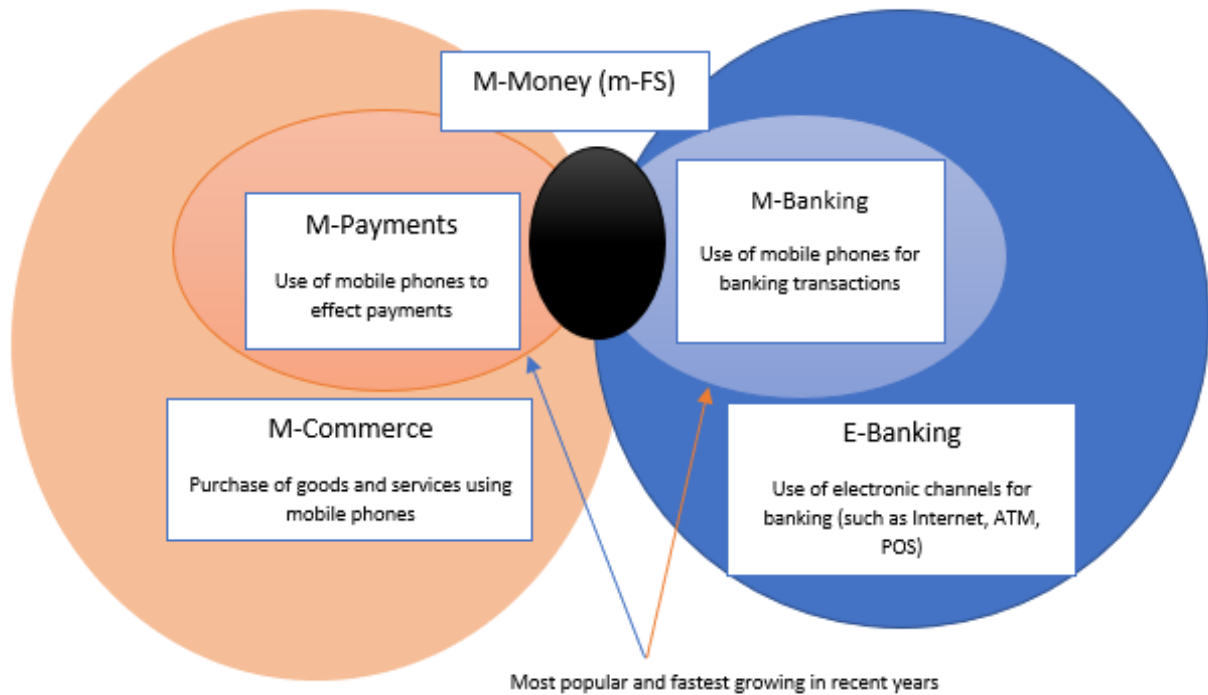 M-Money (m-FS)
M-Payments
Use of mobile phones to
effect payments
M-Banking
Use of mobile phones for
banking transactions
M-Commerce
Purchase of goods and services using
mobile phones
E-Banking
Use of electronic channels for
banking (such as Internet, ATM,
POS)
Most popular and fastest growing in recent years